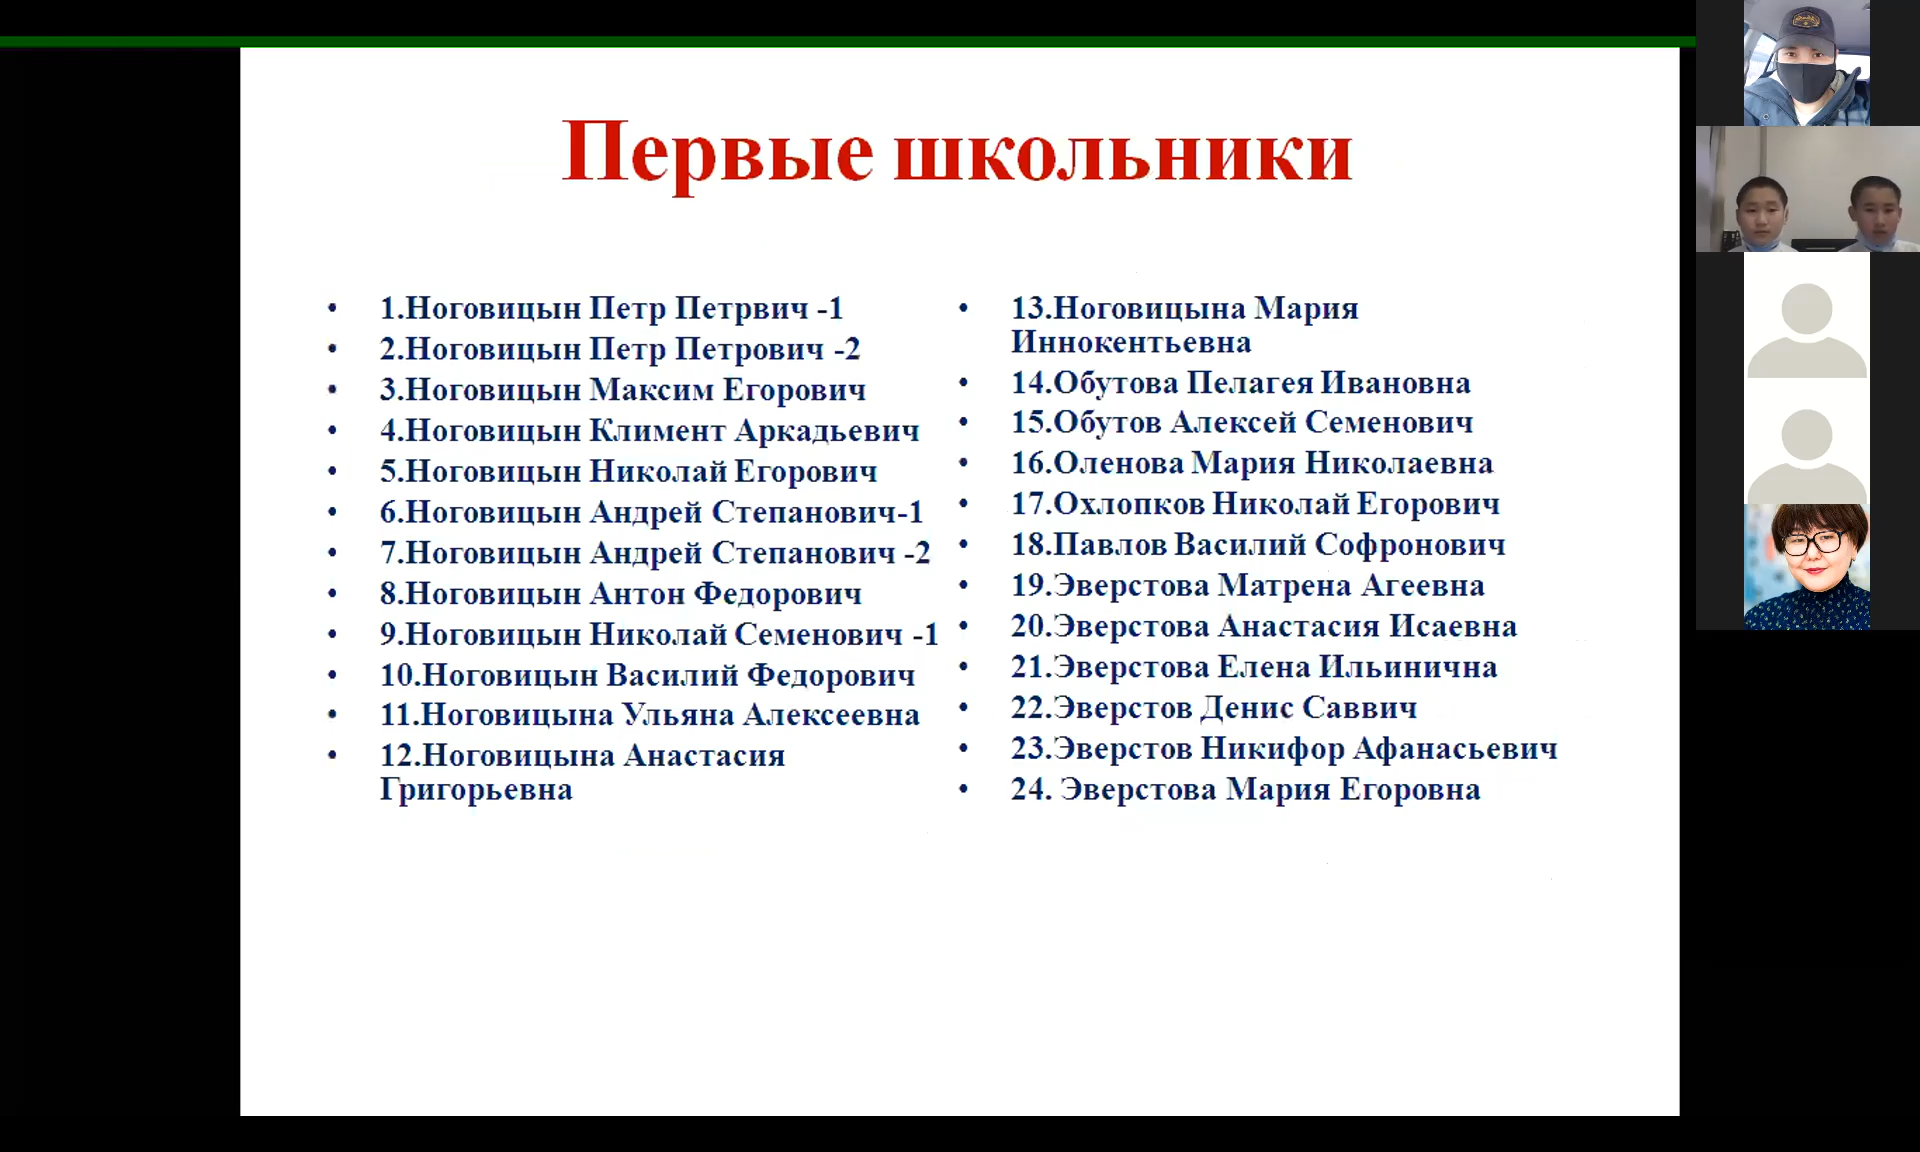 Первые школьники
• 1.Ноговицын Петр Петрвич -1
• 2.Ноговицын Петр Петрович -2
• 3.Ноговицын Максим Егорович
• 4.Ноговицын Климент Аркадьевич
• 5.Ноговицын Николай Егорович
• 6.Ноговицын Андрей Степанович-1
• 7.Ноговицын Андрей Степанович -2
• 8.Ноговицын Антон Федорович
• 9.Ноговицын Николай Семенович -1
• 10.Ноговицын Василий Федорович
• 11.Ноговицына Ульяна Алексеевна
• 12.Ноговицына Анастасия
Григорьевна
• 13.Ноговицына Мария
Иннокентьевна
• 14.Обутова Пелагея Ивановна
• 15.Обутов Алексей Семенович
• 16.Оленова Мария Николаевна
• 17.Охлопков Николай Егорович
• 18.Павлов Василий Софронович
• 19.Эверстова Матрена Агеевна
• 20.Эверстова Анастасия Исаевна
• 21.Эверстова Елена Ильинична
• 22.Эверстов Денис Саввич
• 23.Эверстов Никифор Афанасьевич
• 24. Эверстова Мария Егоровна